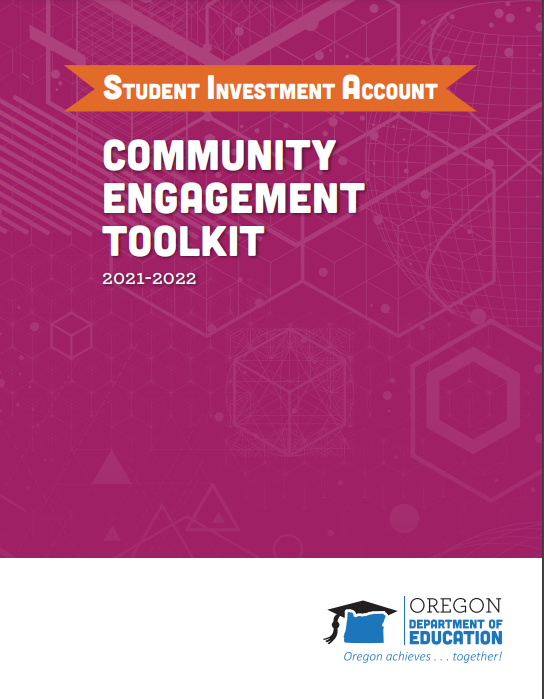 STUDENT INVESTMENT ACCOUNT
COMMUNITY
ENGAGEMENT
TOOLKIT
2021-2022
OREGON
DEPARTMENT OF
EDUCATION
Oregon achieves . . . together!